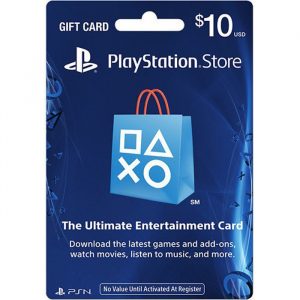 GIFT CARD
$10 USD
PlayStation Store
SM
The Ultimate Entertainment Card
Download the latest games and add-ons,
watch movies, listen to music, and more.
PSN
No Value Until Activated At Register